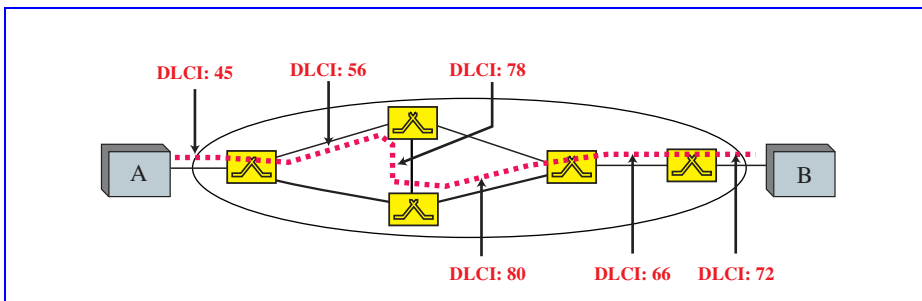 DLCI: 45
DLCI: 56
DLCI: 78
A
B
DLCI: 80
DLCI: 66
DLCI: 72